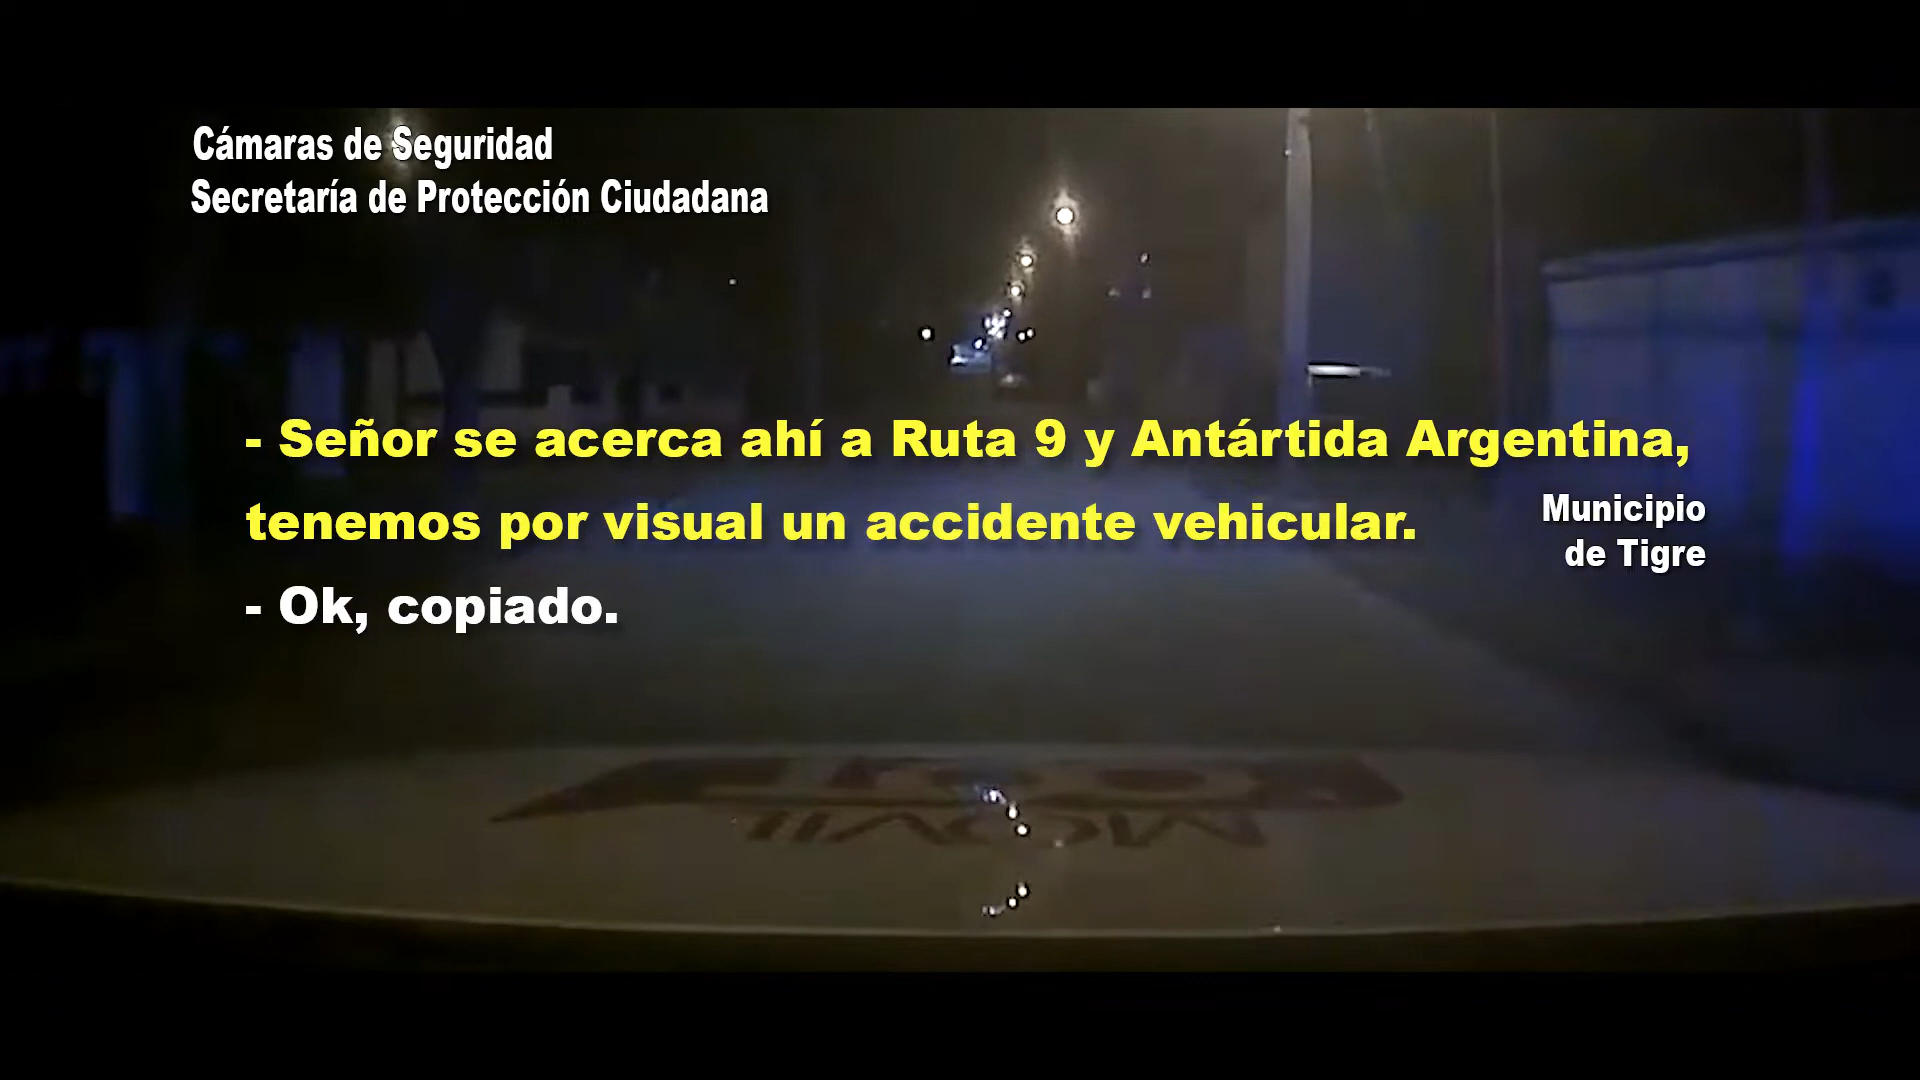 Cámaras de Seguridad
Secretaría de Protección Ciudadana
- Señor se acerca ahí a Ruta 9 y Antártida Argentina,
tenemos por visual un accidente vehicular.
Municipio
de Tigre
- Ok, copiado.
MOVIL